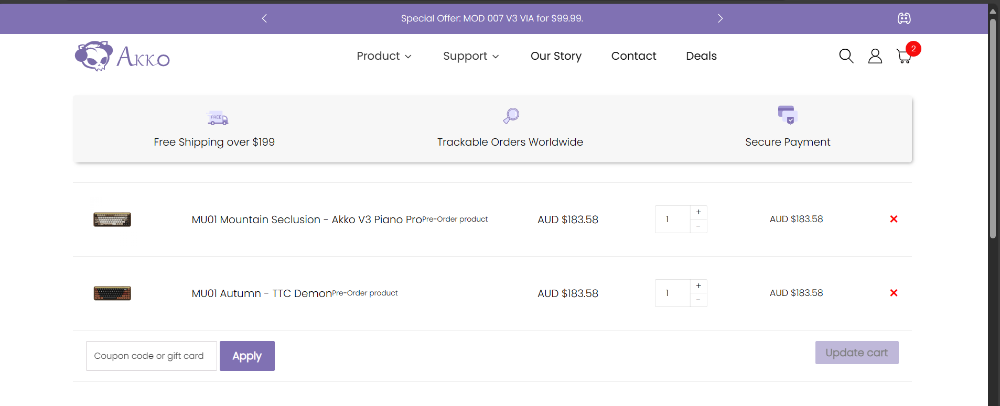 Special Offer: MOD 007 V3 VIA for $99.99.
Akko
Product
Support
Our Story
Contact
Deals
2
FREE
Free Shipping over $199
Trackable Orders Worldwide
Secure Payment
MU01 Mountain Seclusion - Akko V3 Piano ProPre-Order product
AUD $183.58
1
+
-
AUD $183.58
MU01 Autumn - TTC DemonPre-Order product
AUD $183.58
1
+
-
AUD $183.58
Coupon code or gift card
Apply
Update cart